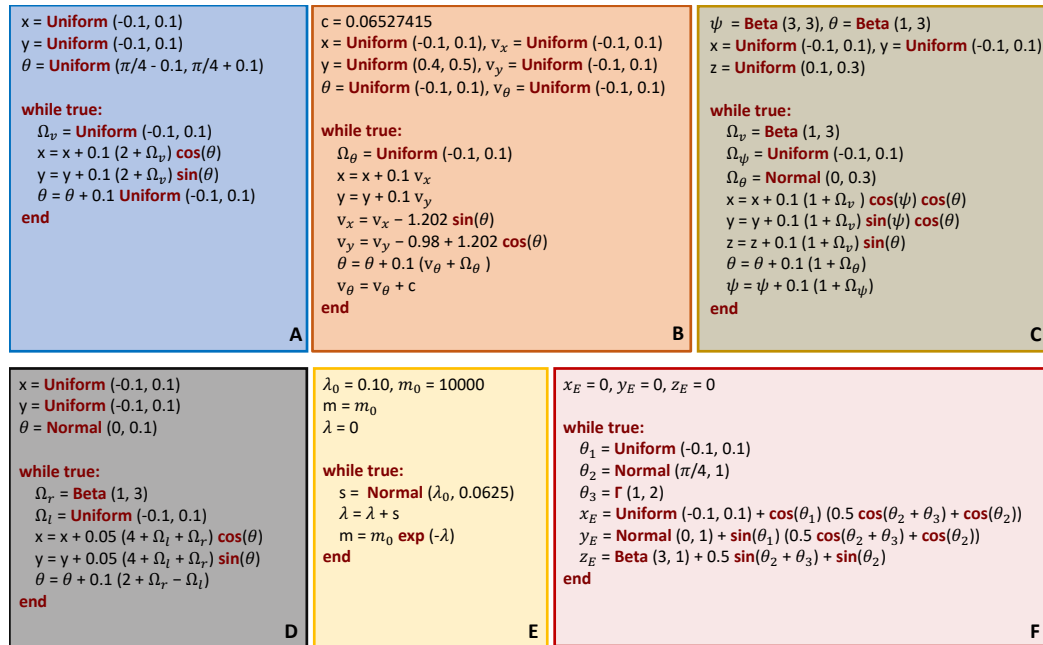 x = Uniform (-0.1, 0.1)
y = Uniform (-0.1, 0.1)
θ = Uniform (π/4 - 0.1, π/4 + 0.1)
while true:
Ω_v = Uniform (-0.1, 0.1)
x = x + 0.1 (2 + Ω_v) cos(θ)
y = y + 0.1 (2 + Ω_v) sin(θ)
θ = θ + 0.1 Uniform (-0.1, 0.1)
end
A
c = 0.06527415
x = Uniform (-0.1, 0.1), v_x = Uniform (-0.1, 0.1)
y = Uniform (0.4, 0.5), v_y = Uniform (-0.1, 0.1)
θ = Uniform (-0.1, 0.1), v_θ = Uniform (-0.1, 0.1)
while true:
Ω_θ = Uniform (-0.1, 0.1)
x = x + 0.1 v_x
y = y + 0.1 v_y
v_x = v_x − 1.202 sin(θ)
v_y = v_y − 0.98 + 1.202 cos(θ)
θ = θ + 0.1 (v_θ + Ω_θ )
v_θ = v_θ + c
end
B
ψ = Beta (3, 3), θ = Beta (1, 3)
x = Uniform (-0.1, 0.1), y = Uniform (-0.1, 0.1)
z = Uniform (0.1, 0.3)
while true:
Ω_v = Beta (1, 3)
Ω_ψ = Uniform (-0.1, 0.1)
Ω_θ = Normal (0, 0.3)
x = x + 0.1 (1 + Ω_v ) cos(ψ) cos(θ)
y = y + 0.1 (1 + Ω_v) sin(ψ) cos(θ)
z = z + 0.1 (1 + Ω_v) sin(θ)
θ = θ + 0.1 (1 + Ω_θ)
ψ = ψ + 0.1 (1 + Ω_ψ)
end
C
x = Uniform (-0.1, 0.1)
y = Uniform (-0.1, 0.1)
θ = Normal (0, 0.1)
while true:
Ω_r = Beta (1, 3)
Ω_l = Uniform (-0.1, 0.1)
x = x + 0.05 (4 + Ω_l + Ω_r) cos(θ)
y = y + 0.05 (4 + Ω_l + Ω_r) sin(θ)
θ = θ + 0.1 (2 + Ω_r − Ω_l)
end
D
λ_0 = 0.10, m_0 = 10000
m = m_0
λ = 0
while true:
s = Normal (λ_0, 0.0625)
λ = λ + s
m = m_0 exp (-λ)
end
E
x_E = 0, y_E = 0, z_E = 0
while true:
θ_1 = Uniform (-0.1, 0.1)
θ_2 = Normal (π/4, 1)
θ_3 = Γ (1, 2)
x_E = Uniform (-0.1, 0.1) + cos(θ_1) (0.5 cos(θ_2 + θ_3) + cos(θ_2))
y_E = Normal (0, 1) + sin(θ_1) (0.5 cos(θ_2 + θ_3) + cos(θ_2))
z_E = Beta (3, 1) + 0.5 sin(θ_2 + θ_3) + sin(θ_2)
end
F